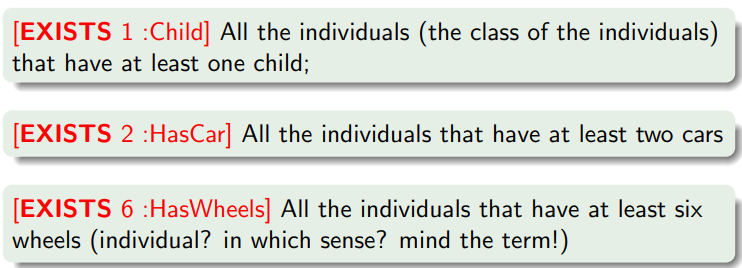 [EXISTS 1 :Child] All the individuals (the class of the individuals)
that have at least one child;
[EXISTS 2 :HasCar] All the individuals that have at least two cars
[EXISTS 6 :HasWheels] All the individuals that have at least six
wheels (individual? in which sense? mind the term!)